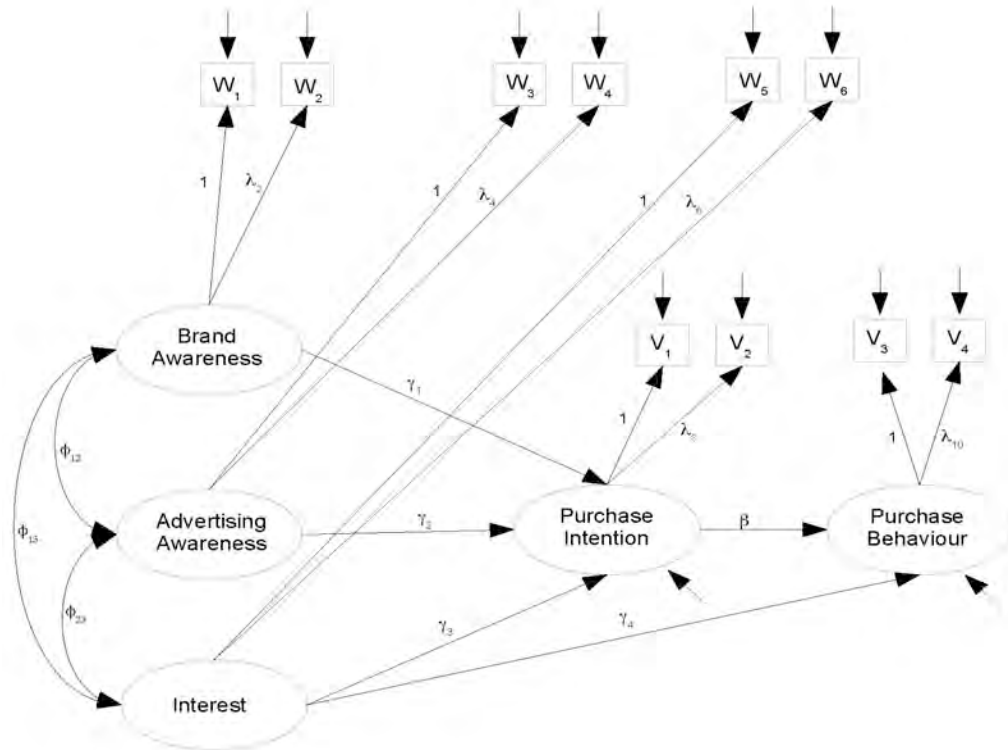 W₁ W₂ W₃ W₄ W₅ W₆
1 λ₂ 1 λ₄ 1 λ₆
Brand
Awareness
V₁ V₂ V₃ V₄
γ₁
1 λ₈ 1 λ₁₀
ϕ₁₂
ϕ₁₃
Advertising
Awareness
γ₂
Purchase
Intention
β
Purchase
Behaviour
ϕ₂₃
γ₃
γ₄
Interest